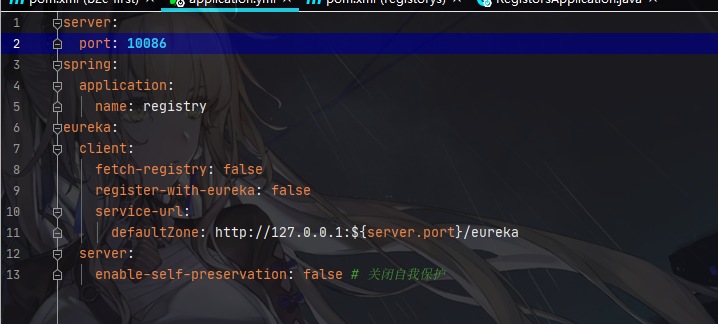 pom.xml (b2c-first) × application.yml × pom.xml (registorys) × RegistorsApplication.java ×
1 server:
2   port: 10086
3 spring:
4   application:
5     name: registry
6 eureka:
7   client:
8     fetch-registry: false
9     register-with-eureka: false
10     service-url:
11       defaultZone: http://127.0.0.1:${server.port}/eureka
12   server:
13     enable-self-preservation: false # 关闭自我保护